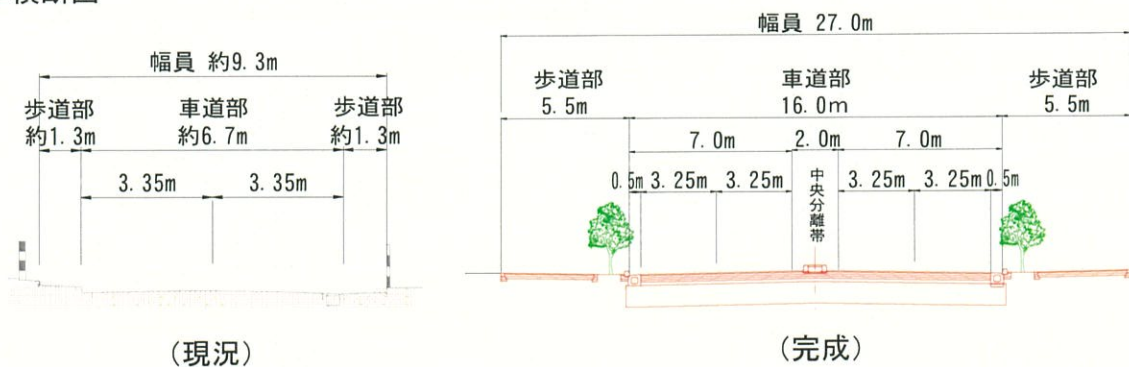 幅員 約9.3m
歩道部
約1.3m
車道部
約6.7m
歩道部
約1.3m
3.35m
3.35m
(現況)
幅員 27.0m
歩道部
5.5m
車道部
16.0m
歩道部
5.5m
7.0m
2.0m
7.0m
0.5m
3.25m
3.25m
中央分離帯
3.25m
3.25m
0.5m
(完成)